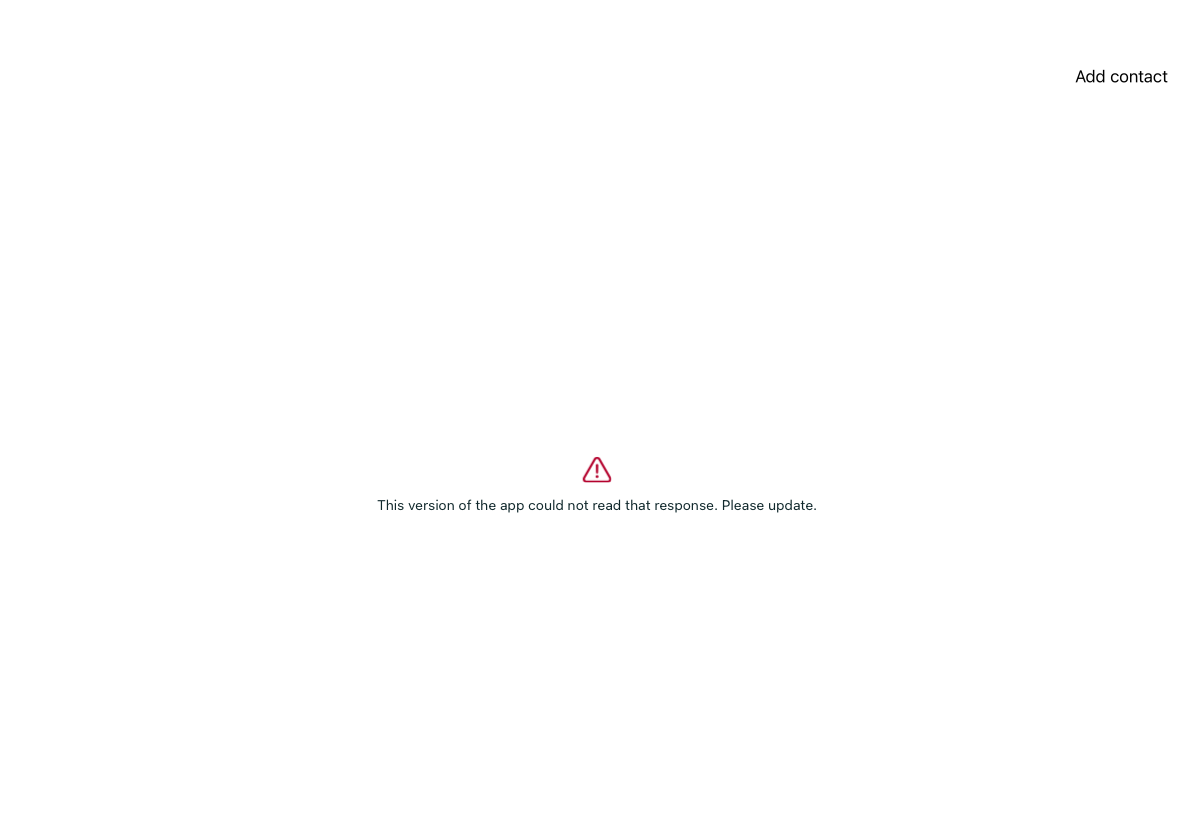 Add contact
This version of the app could not read that response. Please update.